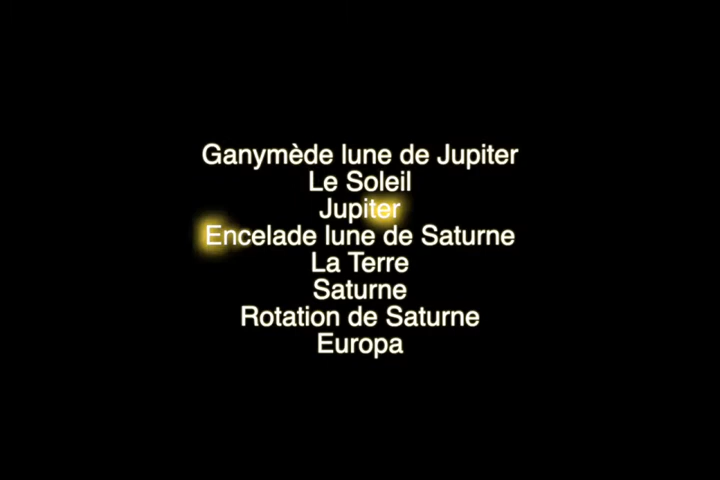 Ganymède lune de Jupiter
Le Soleil
Jupiter
Encelade lune de Saturne
La Terre
Saturne
Rotation de Saturne
Europa